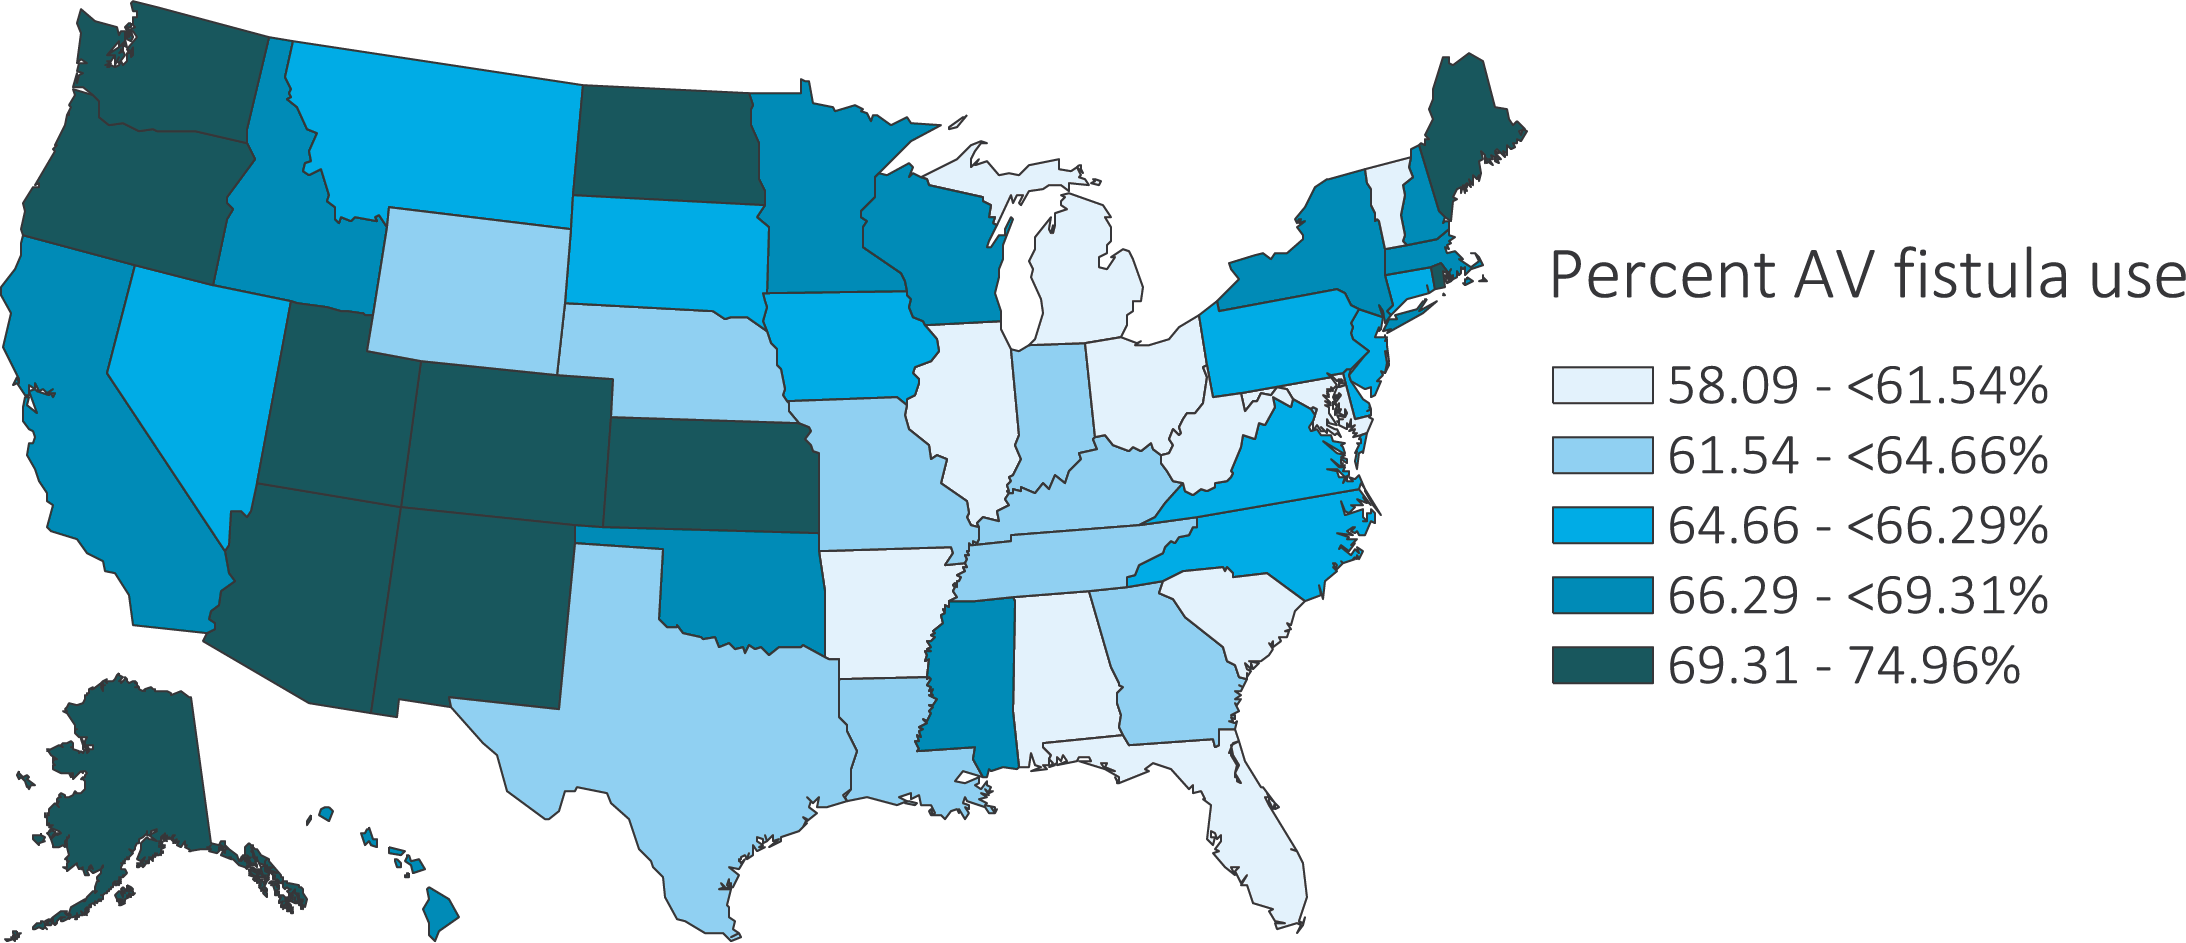 Percent AV fistula use
58.09 - <61.54%
61.54 - <64.66%
64.66 - <66.29%
66.29 - <69.31%
69.31 - 74.96%